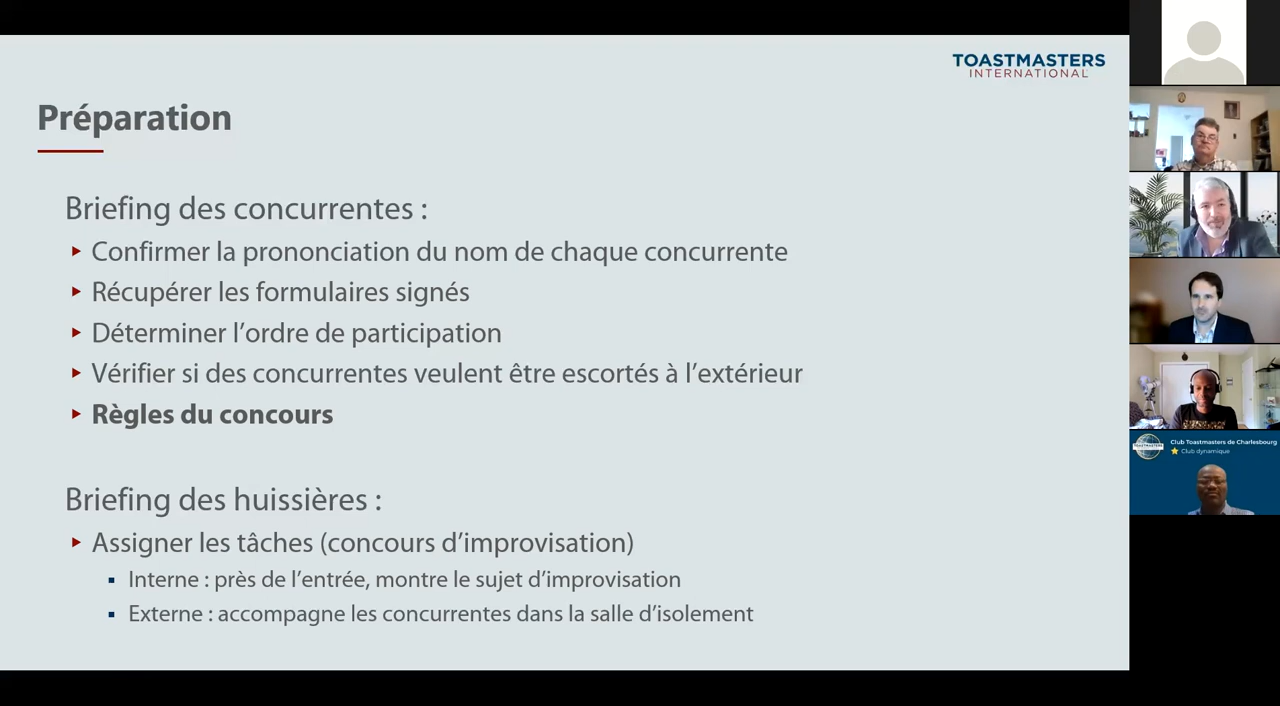 TOASTMASTERS
INTERNATIONAL
Préparation
Briefing des concurrentes :
Confirmer la prononciation du nom de chaque concurrente
Récupérer les formulaires signés
Déterminer l’ordre de participation
Vérifier si des concurrentes veulent être escortés à l’extérieur
Règles du concours
Briefing des huissières :
Assigner les tâches (concours d’improvisation)
Interne : près de l’entrée, montre le sujet d’improvisation
Externe : accompagne les concurrentes dans la salle d’isolement
Club Toastmasters de Charlesbourg
Club dynamique
TOASTMASTERS